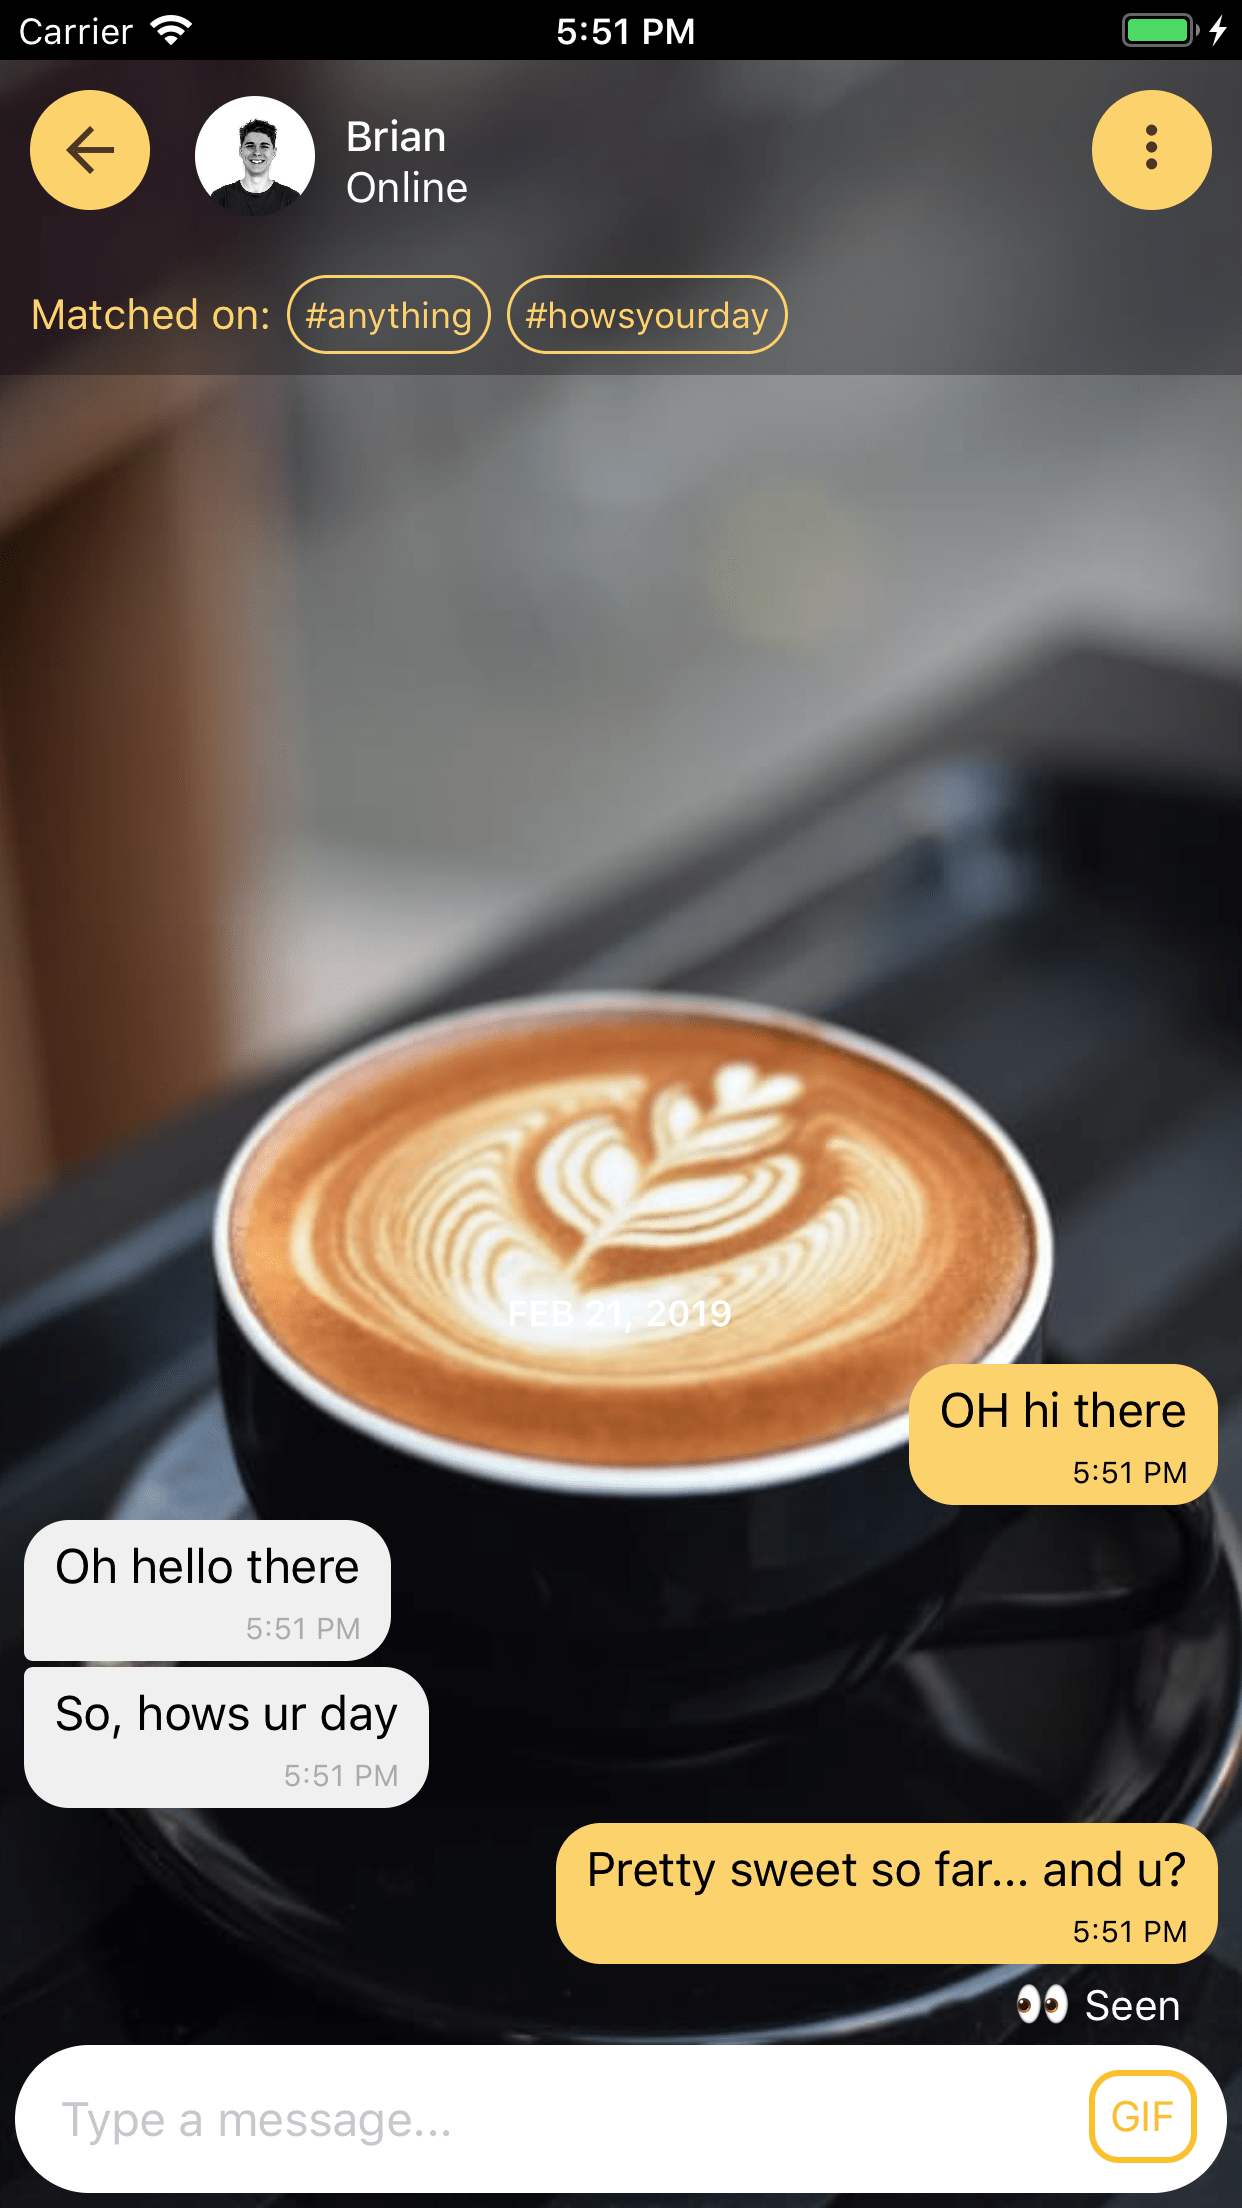 Carrier 5:51 PM
Brian
Online
Matched on: #anything #howsyourday
FEB 21, 2019
OH hi there
5:51 PM
Oh hello there
5:51 PM
So, hows ur day
5:51 PM
Pretty sweet so far... and u?
5:51 PM
👀 Seen
Type a message... GIF